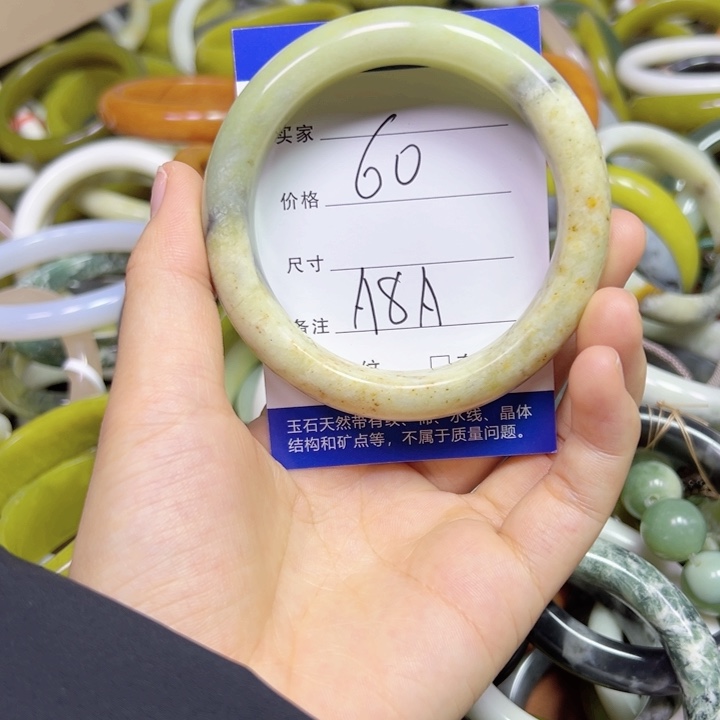 买家
60
价格
尺寸
A8A
备注
玉石天然带有纹、棉、水线、晶体
结构和矿点等，不属于质量问题。